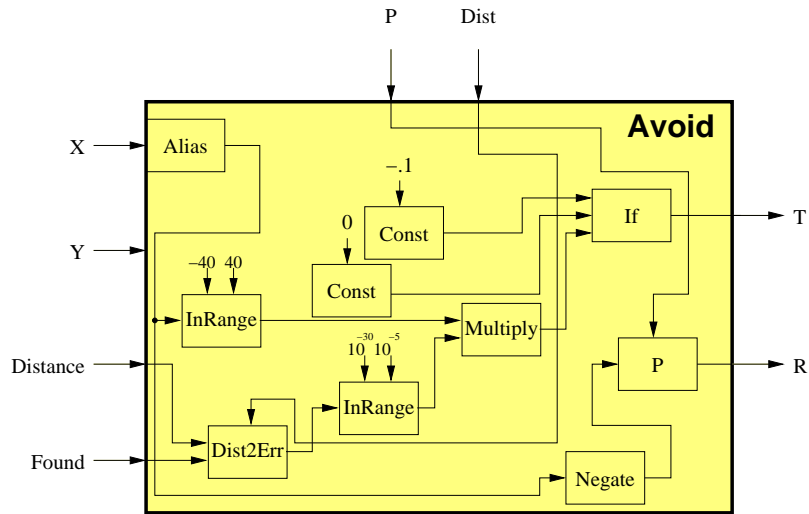 P Dist
Avoid
X
Alias
−.1
If
T
0
Const
Y
−40 40
Const
InRange
Multiply
10^−30 10^−5
Distance
P
R
InRange
Dist2Err
Found
Negate